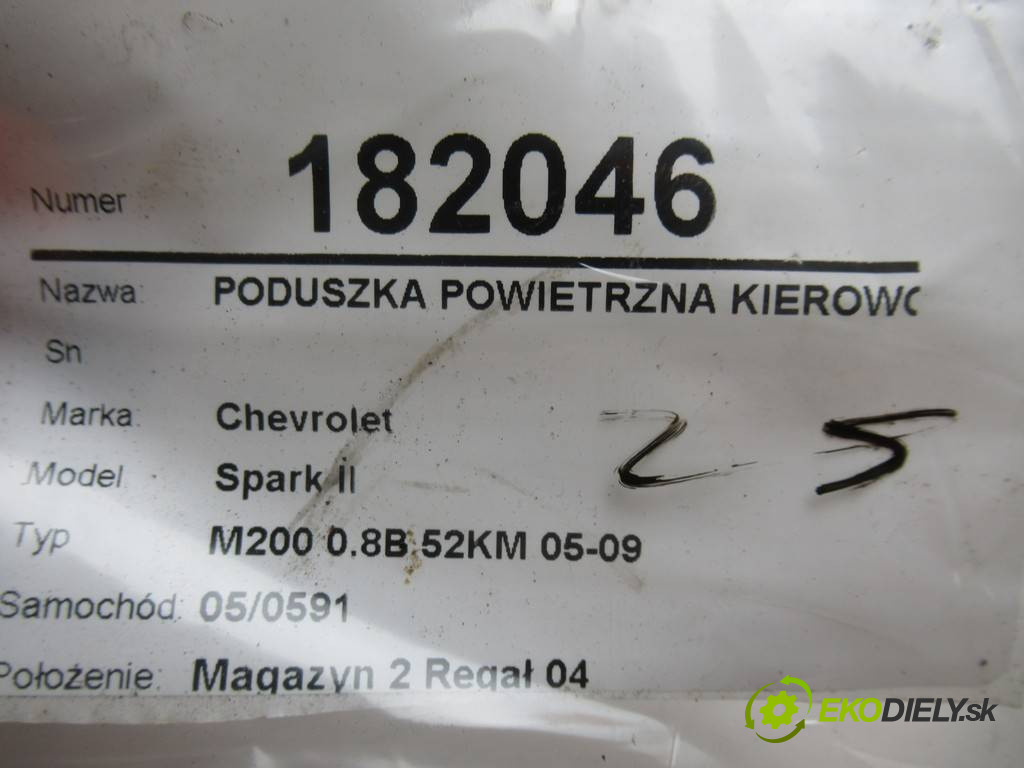 Numer 182046
Nazwa: PODUSZKA POWIETRZNA KIEROWC
Sn
Marka: Chevrolet
Model Spark II
Typ M200 0.8B 52KM 05-09
Samochód: 05/0591
Położenie: Magazyn 2 Regał 04
25
EKODIELY.sk